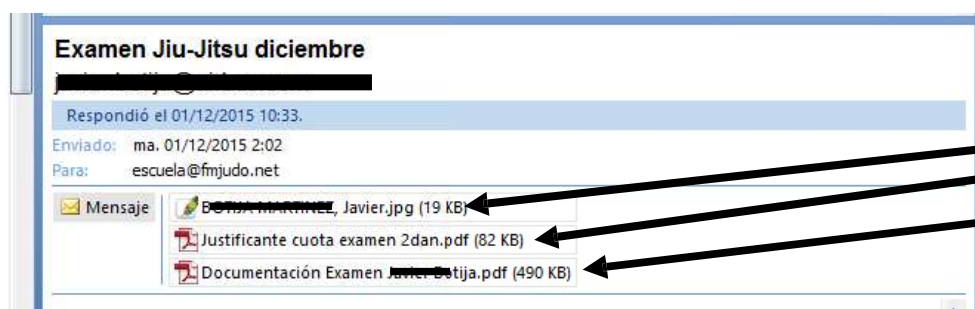 Examen Jiu-Jitsu diciembre
Respondió el 01/12/2015 10:33.
Enviado: ma. 01/12/2015 2:02
Para: escuela@fmjudo.net
Mensaje
, Javier.jpg (19 KB)
Justificante cuota examen 2dan.pdf (82 KB)
Documentación Examen .pdf (490 KB)